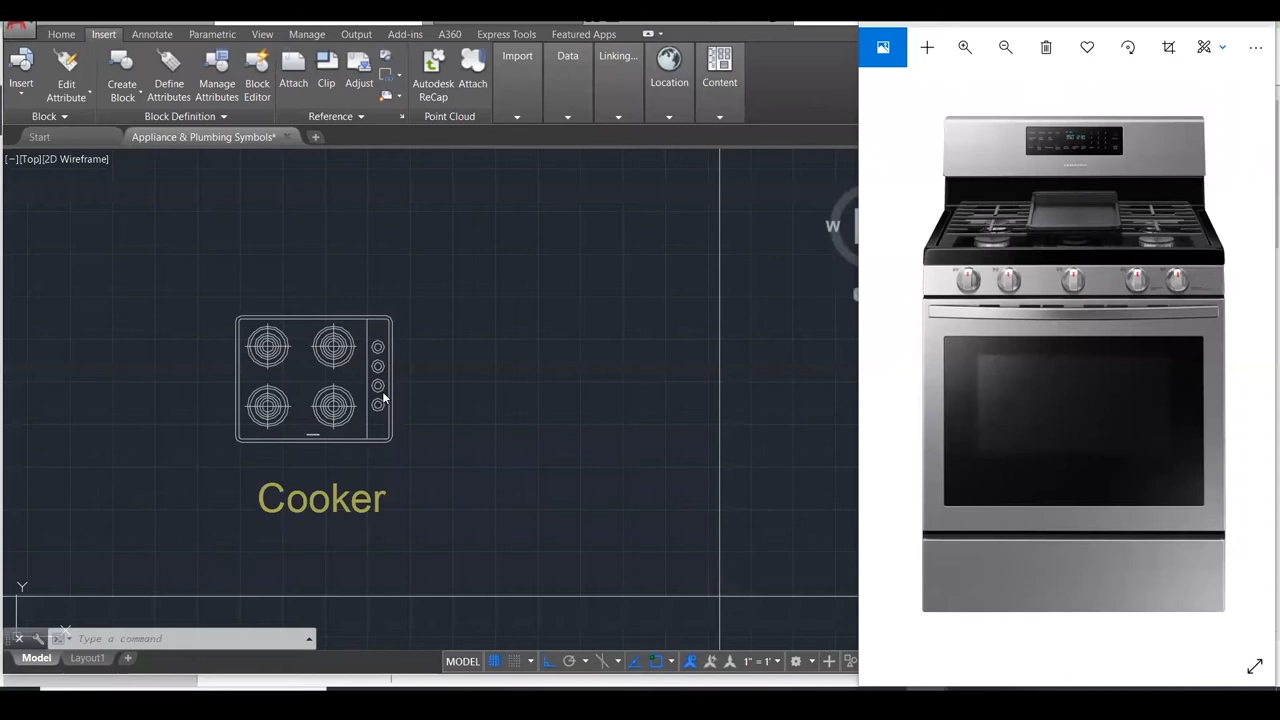 Home Insert Annotate Parametric View Manage Output Add-ins A360 Express Tools Featured Apps
Insert
Edit
Attribute
Create
Block
Define
Attributes
Manage
Attributes
Block
Editor
Attach
Clip
Adjust
Autodesk
ReCap
Attach
Import
Data
Linking...
Location
Content
Block
Block Definition
Reference
Point Cloud
Start
Appliance & Plumbing Symbols*
[−][Top][2D Wireframe]
W
Cooker
Y
X
Type a command
Model
Layout1
MODEL
1" = 1'